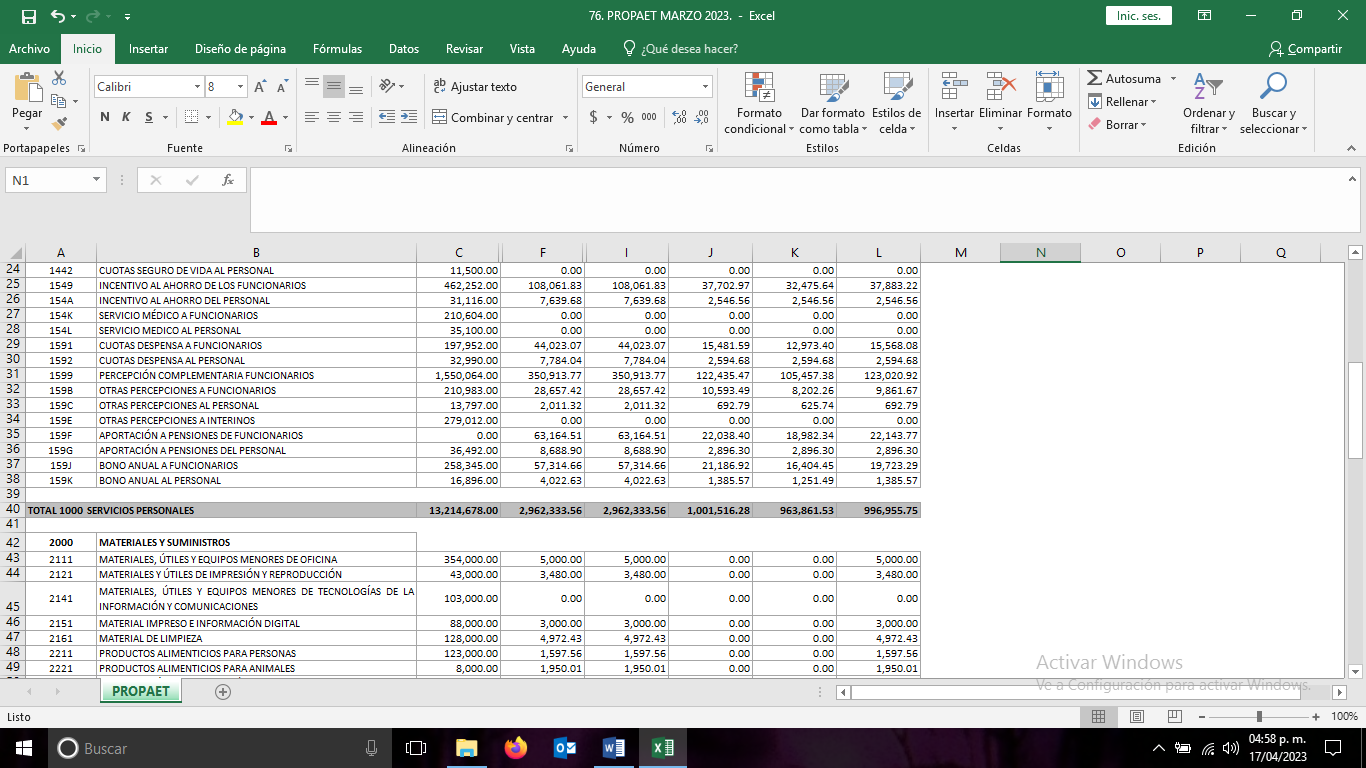 76. PROPAET MARZO 2023. - Excel
Inic. ses.
Archivo Inicio Insertar Diseño de página Fórmulas Datos Revisar Vista Ayuda ¿Qué desea hacer? Compartir
Pegar
Calibri 8
N K S
Ajustar texto
Combinar y centrar
General
$ % 000
Formato condicional
Dar formato como tabla
Estilos de celda
Insertar Eliminar Formato
Autosuma
Rellenar
Borrar
Ordenar y filtrar
Buscar y seleccionar
Portapapeles Fuente Alineación Número Estilos Celdas Edición
N1 fx
A B C F I J K L M N O P Q
24 1442 CUOTAS SEGURO DE VIDA AL PERSONAL 11,500.00 0.00 0.00 0.00 0.00 0.00
25 1549 INCENTIVO AL AHORRO DE LOS FUNCIONARIOS 462,252.00 108,061.83 108,061.83 37,702.97 32,475.64 37,883.22
26 154A INCENTIVO AL AHORRO DEL PERSONAL 31,116.00 7,639.68 7,639.68 2,546.56 2,546.56 2,546.56
27 154K SERVICIO MÉDICO A FUNCIONARIOS 210,604.00 0.00 0.00 0.00 0.00 0.00
28 154L SERVICIO MEDICO AL PERSONAL 35,100.00 0.00 0.00 0.00 0.00 0.00
29 1591 CUOTAS DESPENSA A FUNCIONARIOS 197,952.00 44,023.07 44,023.07 15,481.59 12,973.40 15,568.08
30 1592 CUOTAS DESPENSA AL PERSONAL 32,990.00 7,784.04 7,784.04 2,594.68 2,594.68 2,594.68
31 1599 PERCEPCIÓN COMPLEMENTARIA FUNCIONARIOS 1,550,064.00 350,913.77 350,913.77 122,435.47 105,457.38 123,020.92
32 159B OTRAS PERCEPCIONES A FUNCIONARIOS 210,983.00 28,657.42 28,657.42 10,593.49 8,202.26 9,861.67
33 159C OTRAS PERCEPCIONES AL PERSONAL 13,797.00 2,011.32 2,011.32 692.79 625.74 692.79
34 159E OTRAS PERCEPCIONES A INTERINOS 279,012.00 0.00 0.00 0.00 0.00 0.00
35 159F APORTACIÓN A PENSIONES DE FUNCIONARIOS 0.00 63,164.51 63,164.51 22,038.40 18,982.34 22,143.77
36 159G APORTACIÓN A PENSIONES DEL PERSONAL 36,492.00 8,688.90 8,688.90 2,896.30 2,896.30 2,896.30
37 159J BONO ANUAL A FUNCIONARIOS 258,345.00 57,314.66 57,314.66 21,186.92 16,404.45 19,723.29
38 159K BONO ANUAL AL PERSONAL 16,896.00 4,022.63 4,022.63 1,385.57 1,251.49 1,385.57
39
40 TOTAL 1000 SERVICIOS PERSONALES 13,214,678.00 2,962,333.56 2,962,333.56 1,001,516.28 963,861.53 996,955.75
41
42 2000 MATERIALES Y SUMINISTROS
43 2111 MATERIALES, ÚTILES Y EQUIPOS MENORES DE OFICINA 354,000.00 5,000.00 5,000.00 0.00 0.00 5,000.00
44 2121 MATERIALES Y ÚTILES DE IMPRESIÓN Y REPRODUCCIÓN 43,000.00 3,480.00 3,480.00 0.00 0.00 3,480.00
45 2141 MATERIALES, ÚTILES Y EQUIPOS MENORES DE TECNOLOGÍAS DE LA
INFORMACIÓN Y COMUNICACIONES 103,000.00 0.00 0.00 0.00 0.00 0.00
46 2151 MATERIAL IMPRESO E INFORMACIÓN DIGITAL 88,000.00 3,000.00 3,000.00 0.00 0.00 3,000.00
47 2161 MATERIAL DE LIMPIEZA 128,000.00 4,972.43 4,972.43 0.00 0.00 4,972.43
48 2211 PRODUCTOS ALIMENTICIOS PARA PERSONAS 123,000.00 1,597.56 1,597.56 0.00 0.00 1,597.56
49 2221 PRODUCTOS ALIMENTICIOS PARA ANIMALES 8,000.00 1,950.01 1,950.01 0.00 0.00 1,950.01
Activar Windows
Ve a Configuración para activar Windows.
PROPAET
Listo 100%
Buscar
04:58 p. m.
17/04/2023